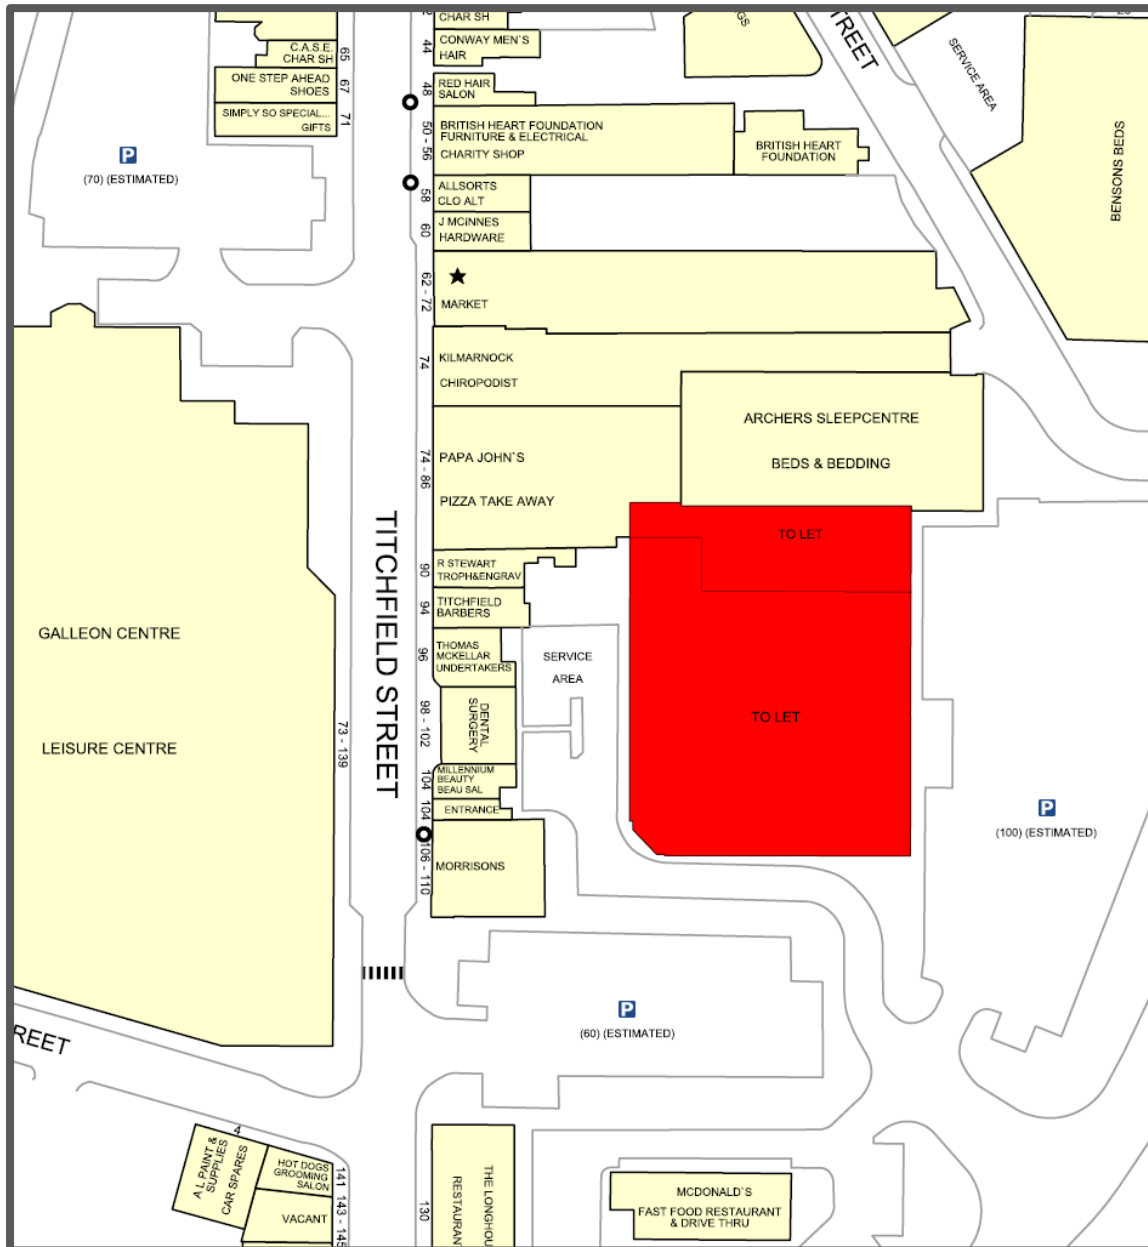 CHAR SH
CONWAY MEN`S
HAIR
44
C.A.S.E.
CHAR SH
65
ONE STEP AHEAD
SHOES
67
SIMPLY SO SPECIAL...
GIFTS
71
RED HAIR
SALON
48
BRITISH HEART FOUNDATION
FURNITURE & ELECTRICAL
CHARITY SHOP
50 - 56
BRITISH HEART
FOUNDATION
STREET
SERVICE AREA
BENSONS BEDS
P
(70) (ESTIMATED)
ALLSORTS
CLO ALT
58
J MCINNES
HARDWARE
60
MARKET
62 - 72
KILMARNOCK
CHIROPODIST
74
ARCHERS SLEEPCENTRE
BEDS & BEDDING
PAPA JOHN`S
PIZZA TAKE AWAY
74 - 86
TO LET
TITCHFIELD STREET
R STEWART
TROPH&ENGRAV
90
TITCHFIELD
BARBERS
94
THOMAS
MCKELLAR
UNDERTAKERS
96
SERVICE
AREA
GALLEON CENTRE
LEISURE CENTRE
73 - 139
DENTAL
SURGERY
98 - 102
TO LET
MILLENNIUM
BEAUTY
BEAU SAL
104
ENTRANCE
104
MORRISONS
106 - 110
P
(100) (ESTIMATED)
P
(60) (ESTIMATED)
REET
4
A L PAINT &
SUPPLIES
CAR SPARES
HOT DOGS
GROOMING
SALON
141
VACANT
143 - 145
130
THE LONGHOU
RESTAURANT
MCDONALD`S
FAST FOOD RESTAURANT
& DRIVE THRU